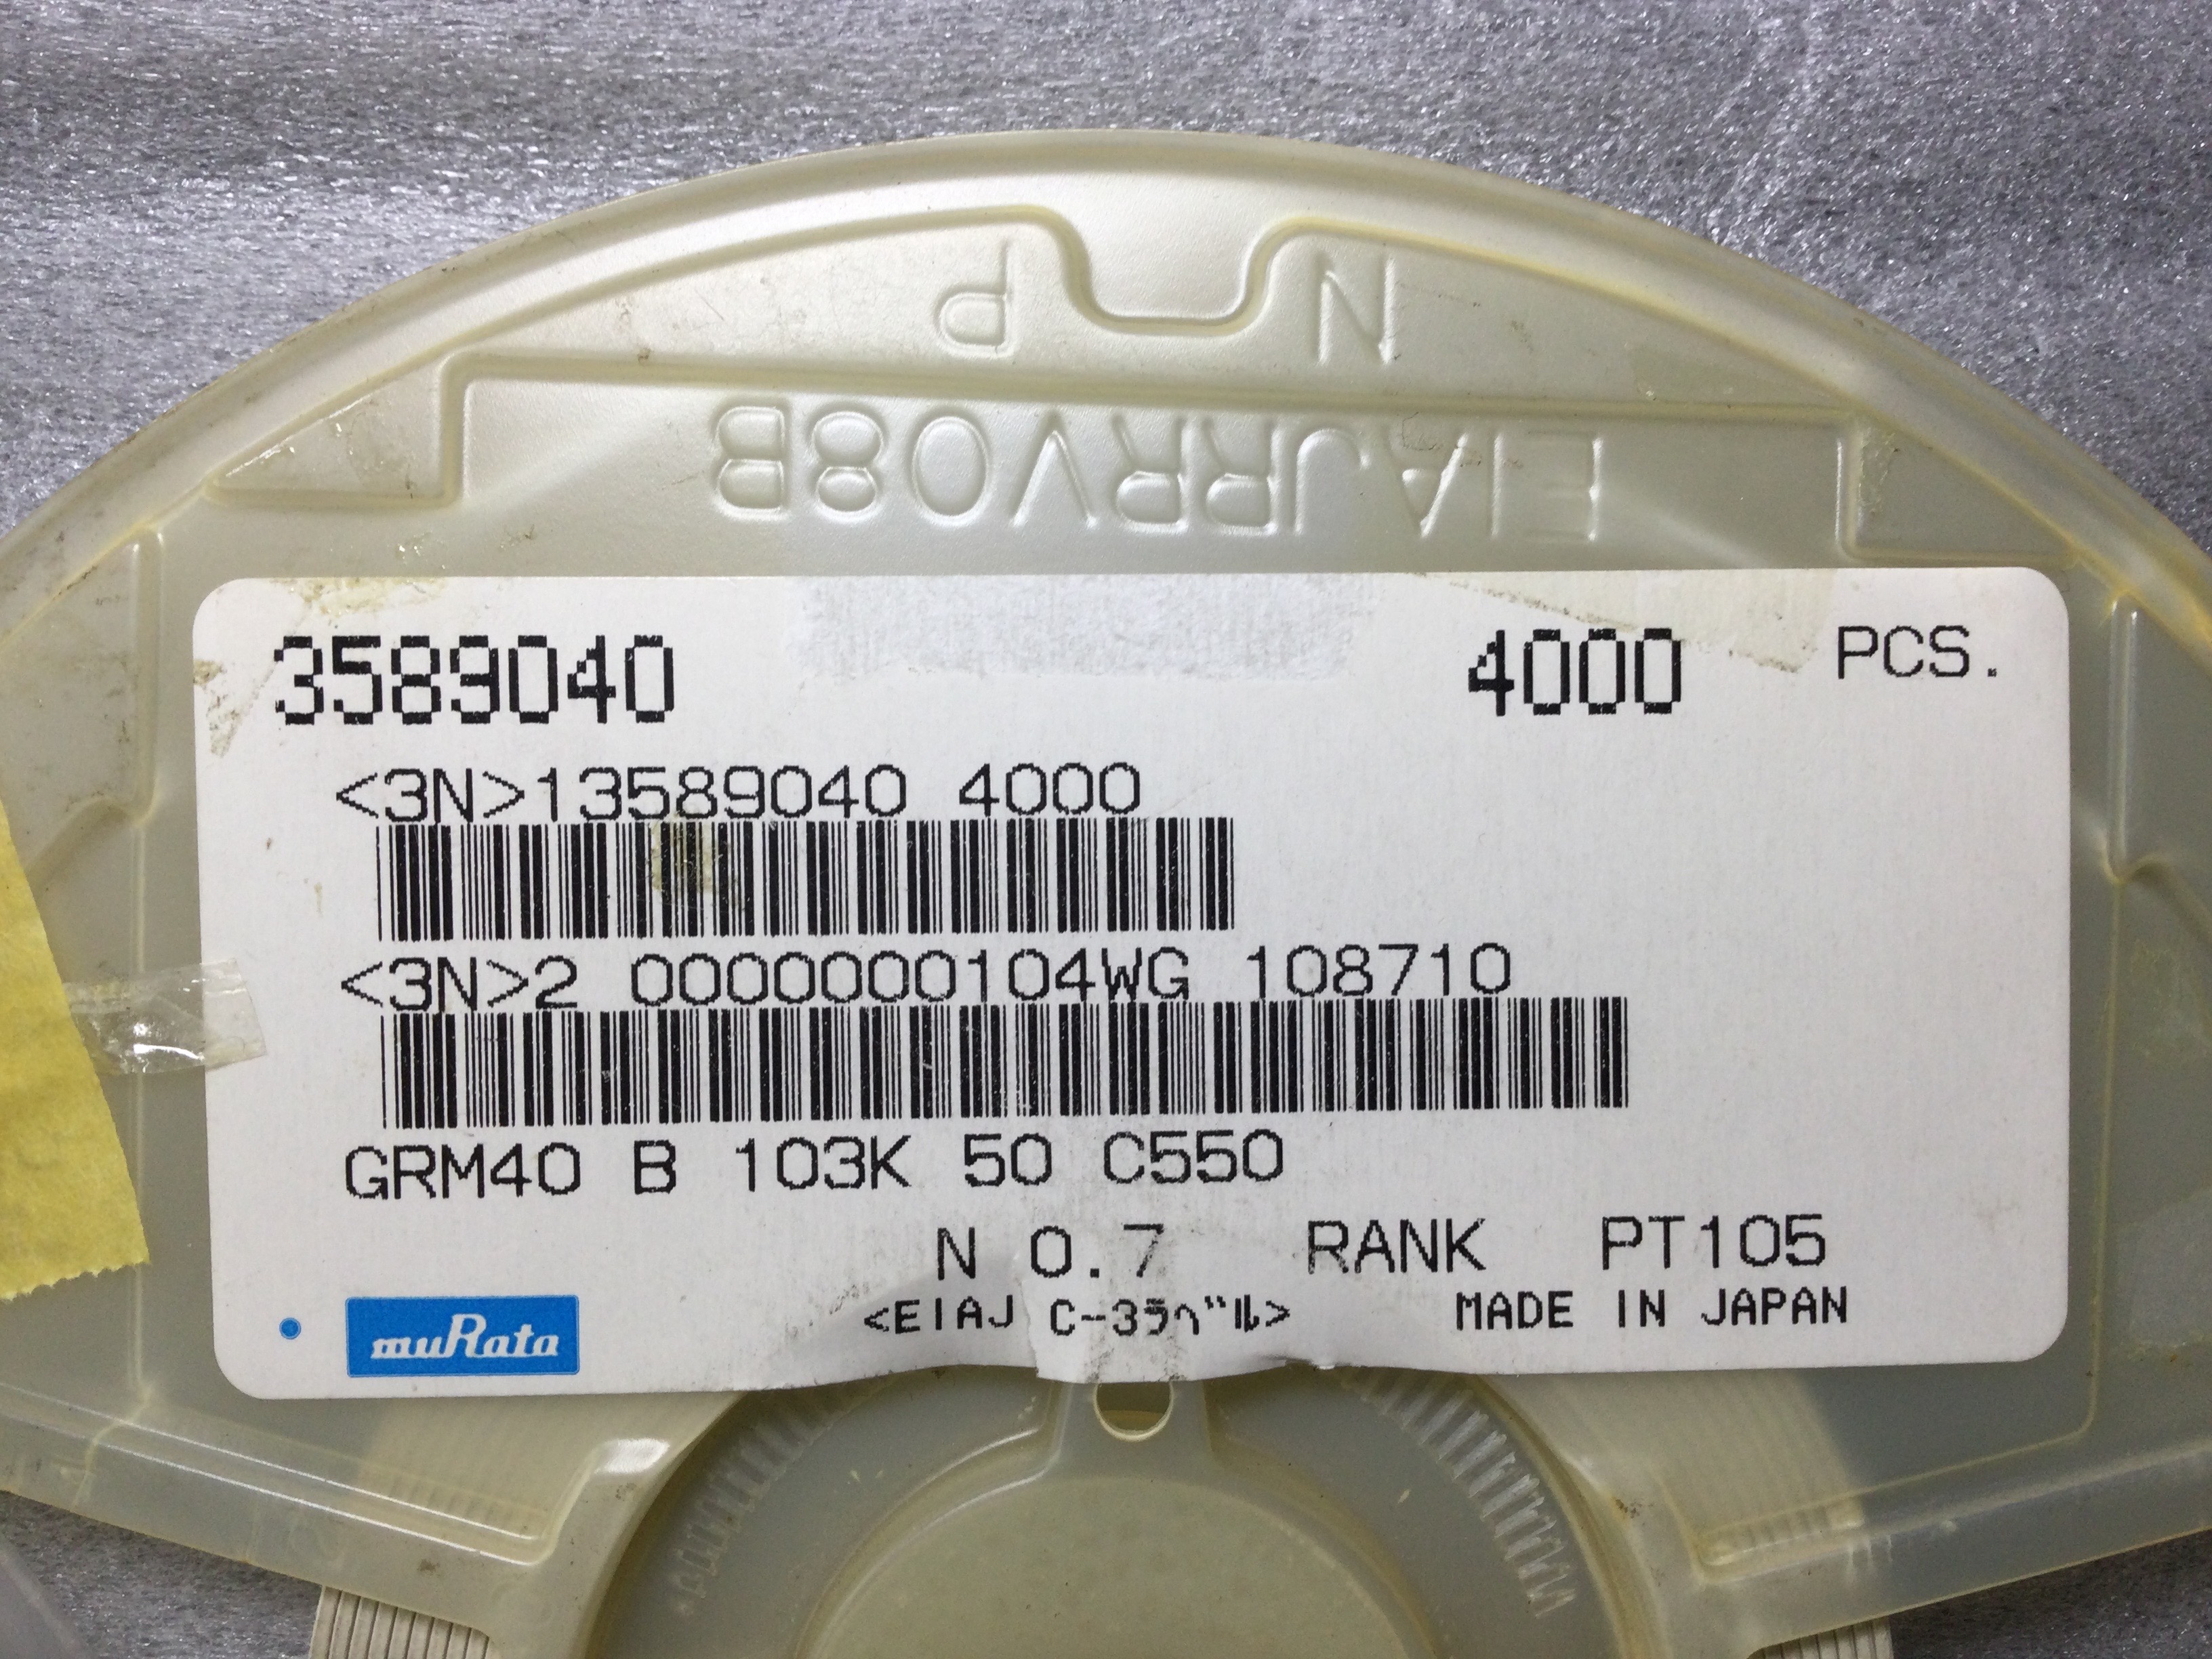 N P
EIAJRRV08B
3589040 4000 PCS.
<3N>13589040 4000
<3N>2 0000000104WG 108710
GRM40 B 103K 50 C550
N 0.7 RANK PT105
muRata <EIAJ C-3ラベル> MADE IN JAPAN